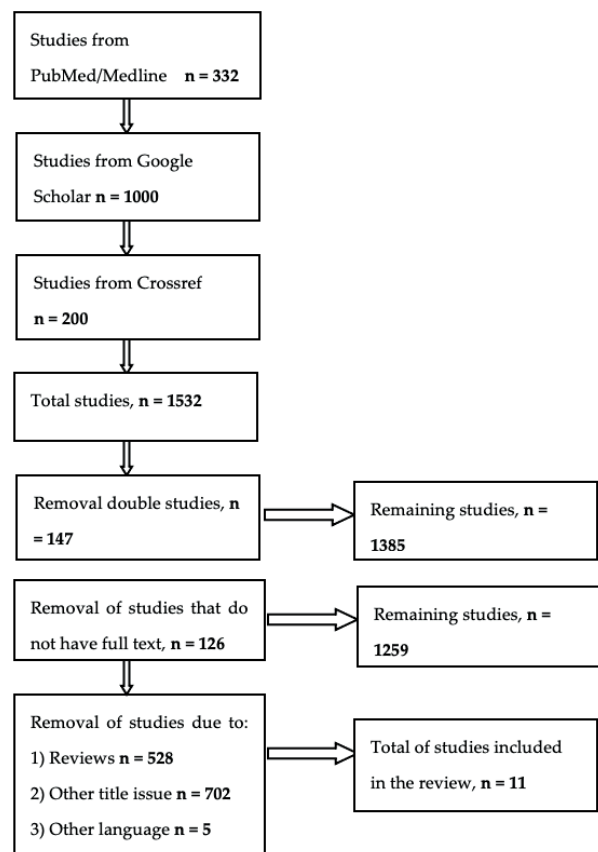 Studies from
PubMed/Medline n = 332
Studies from Google
Scholar n = 1000
Studies from Crossref
n = 200
Total studies, n = 1532
Removal double studies, n
= 147
Remaining studies, n =
1385
Removal of studies that do
not have full text, n = 126
Remaining studies, n =
1259
Removal of studies due to:
1) Reviews n = 528
2) Other title issue n = 702
3) Other language n = 5
Total of studies included
in the review, n = 11